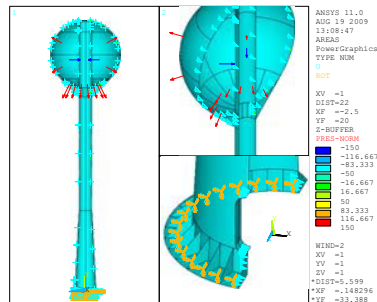 1
2
ANSYS 11.0
AUG 19 2009
13:08:47
AREAS
PowerGraphics
TYPE NUM
U
ROT
XV =1
DIST=22
XF =-2.5
YF =20
Z-BUFFER
PRES-NORM
-150
-116.667
-83.333
-50
-16.667
16.667
50
83.333
116.667
150
X
WIND=2
XV =1
YV =1
ZV =1
*DIST=5.599
*XF =.148296
*YF =33.388